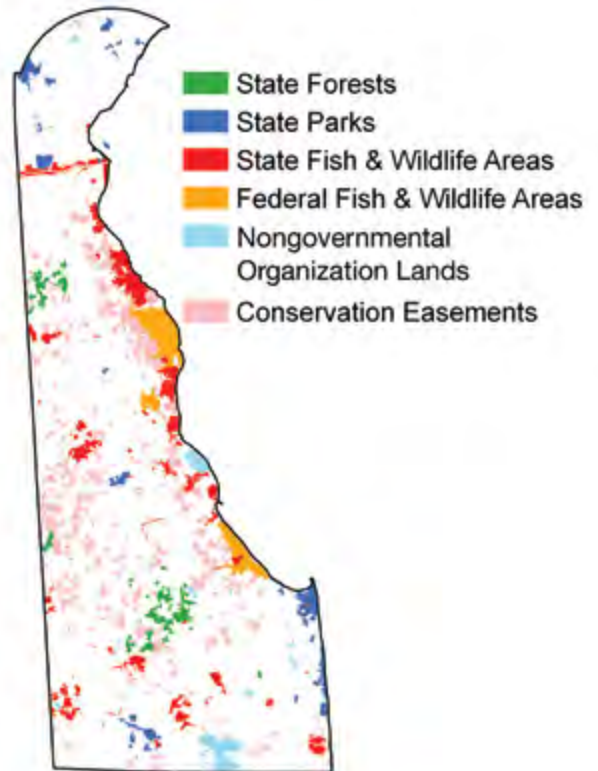 State Forests
State Parks
State Fish & Wildlife Areas
Federal Fish & Wildlife Areas
Nongovernmental
Organization Lands
Conservation Easements